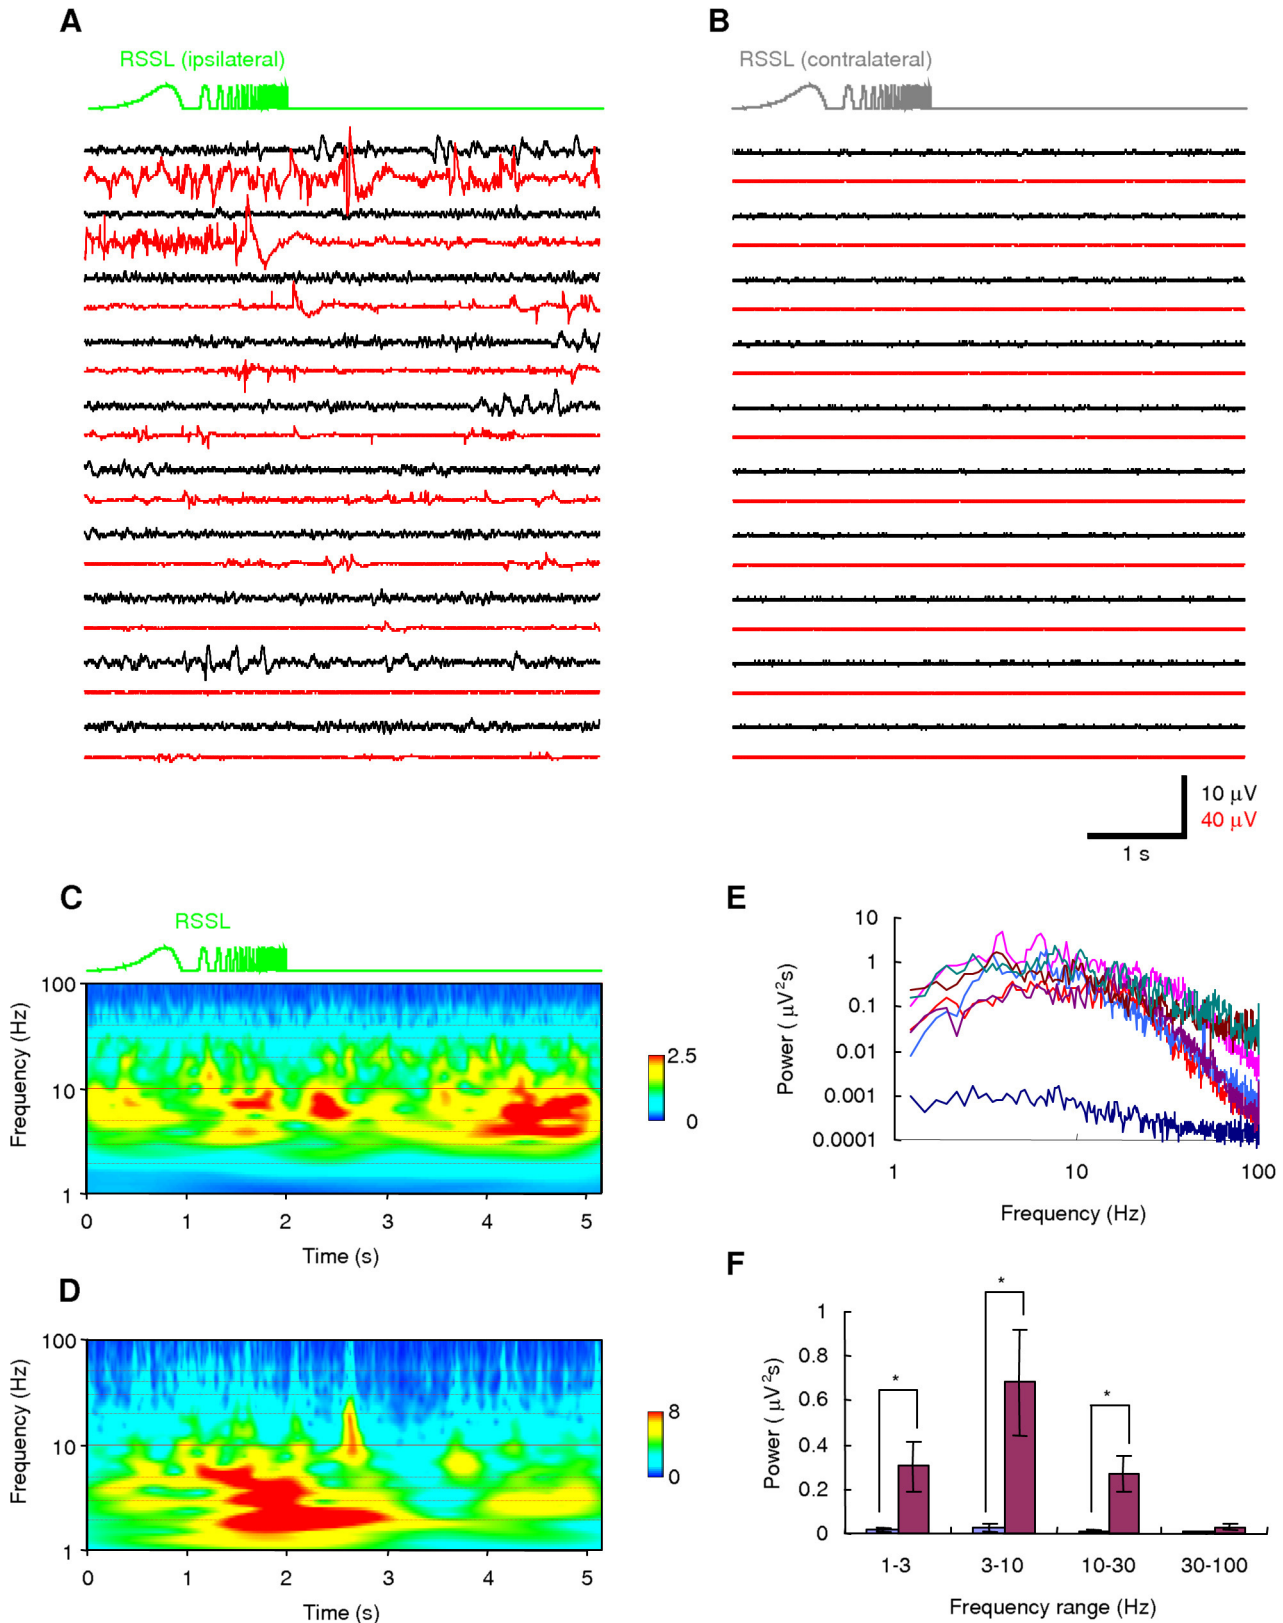 A
RSSL (ipsilateral)
B
RSSL (contralateral)
10 µV
40 µV
1 s
C
RSSL
Frequency (Hz)
100
10
1
0 1 2 3 4 5
Time (s)
2.5
0
D
Frequency (Hz)
100
10
1
0 1 2 3 4 5
Time (s)
8
0
E
Power ( µV²s)
10
1
0.1
0.01
0.001
0.0001
1 10 100
Frequency (Hz)
F
Power ( µV²s)
1
0.8
0.6
0.4
0.2
0
* * *
1-3 3-10 10-30 30-100
Frequency range (Hz)